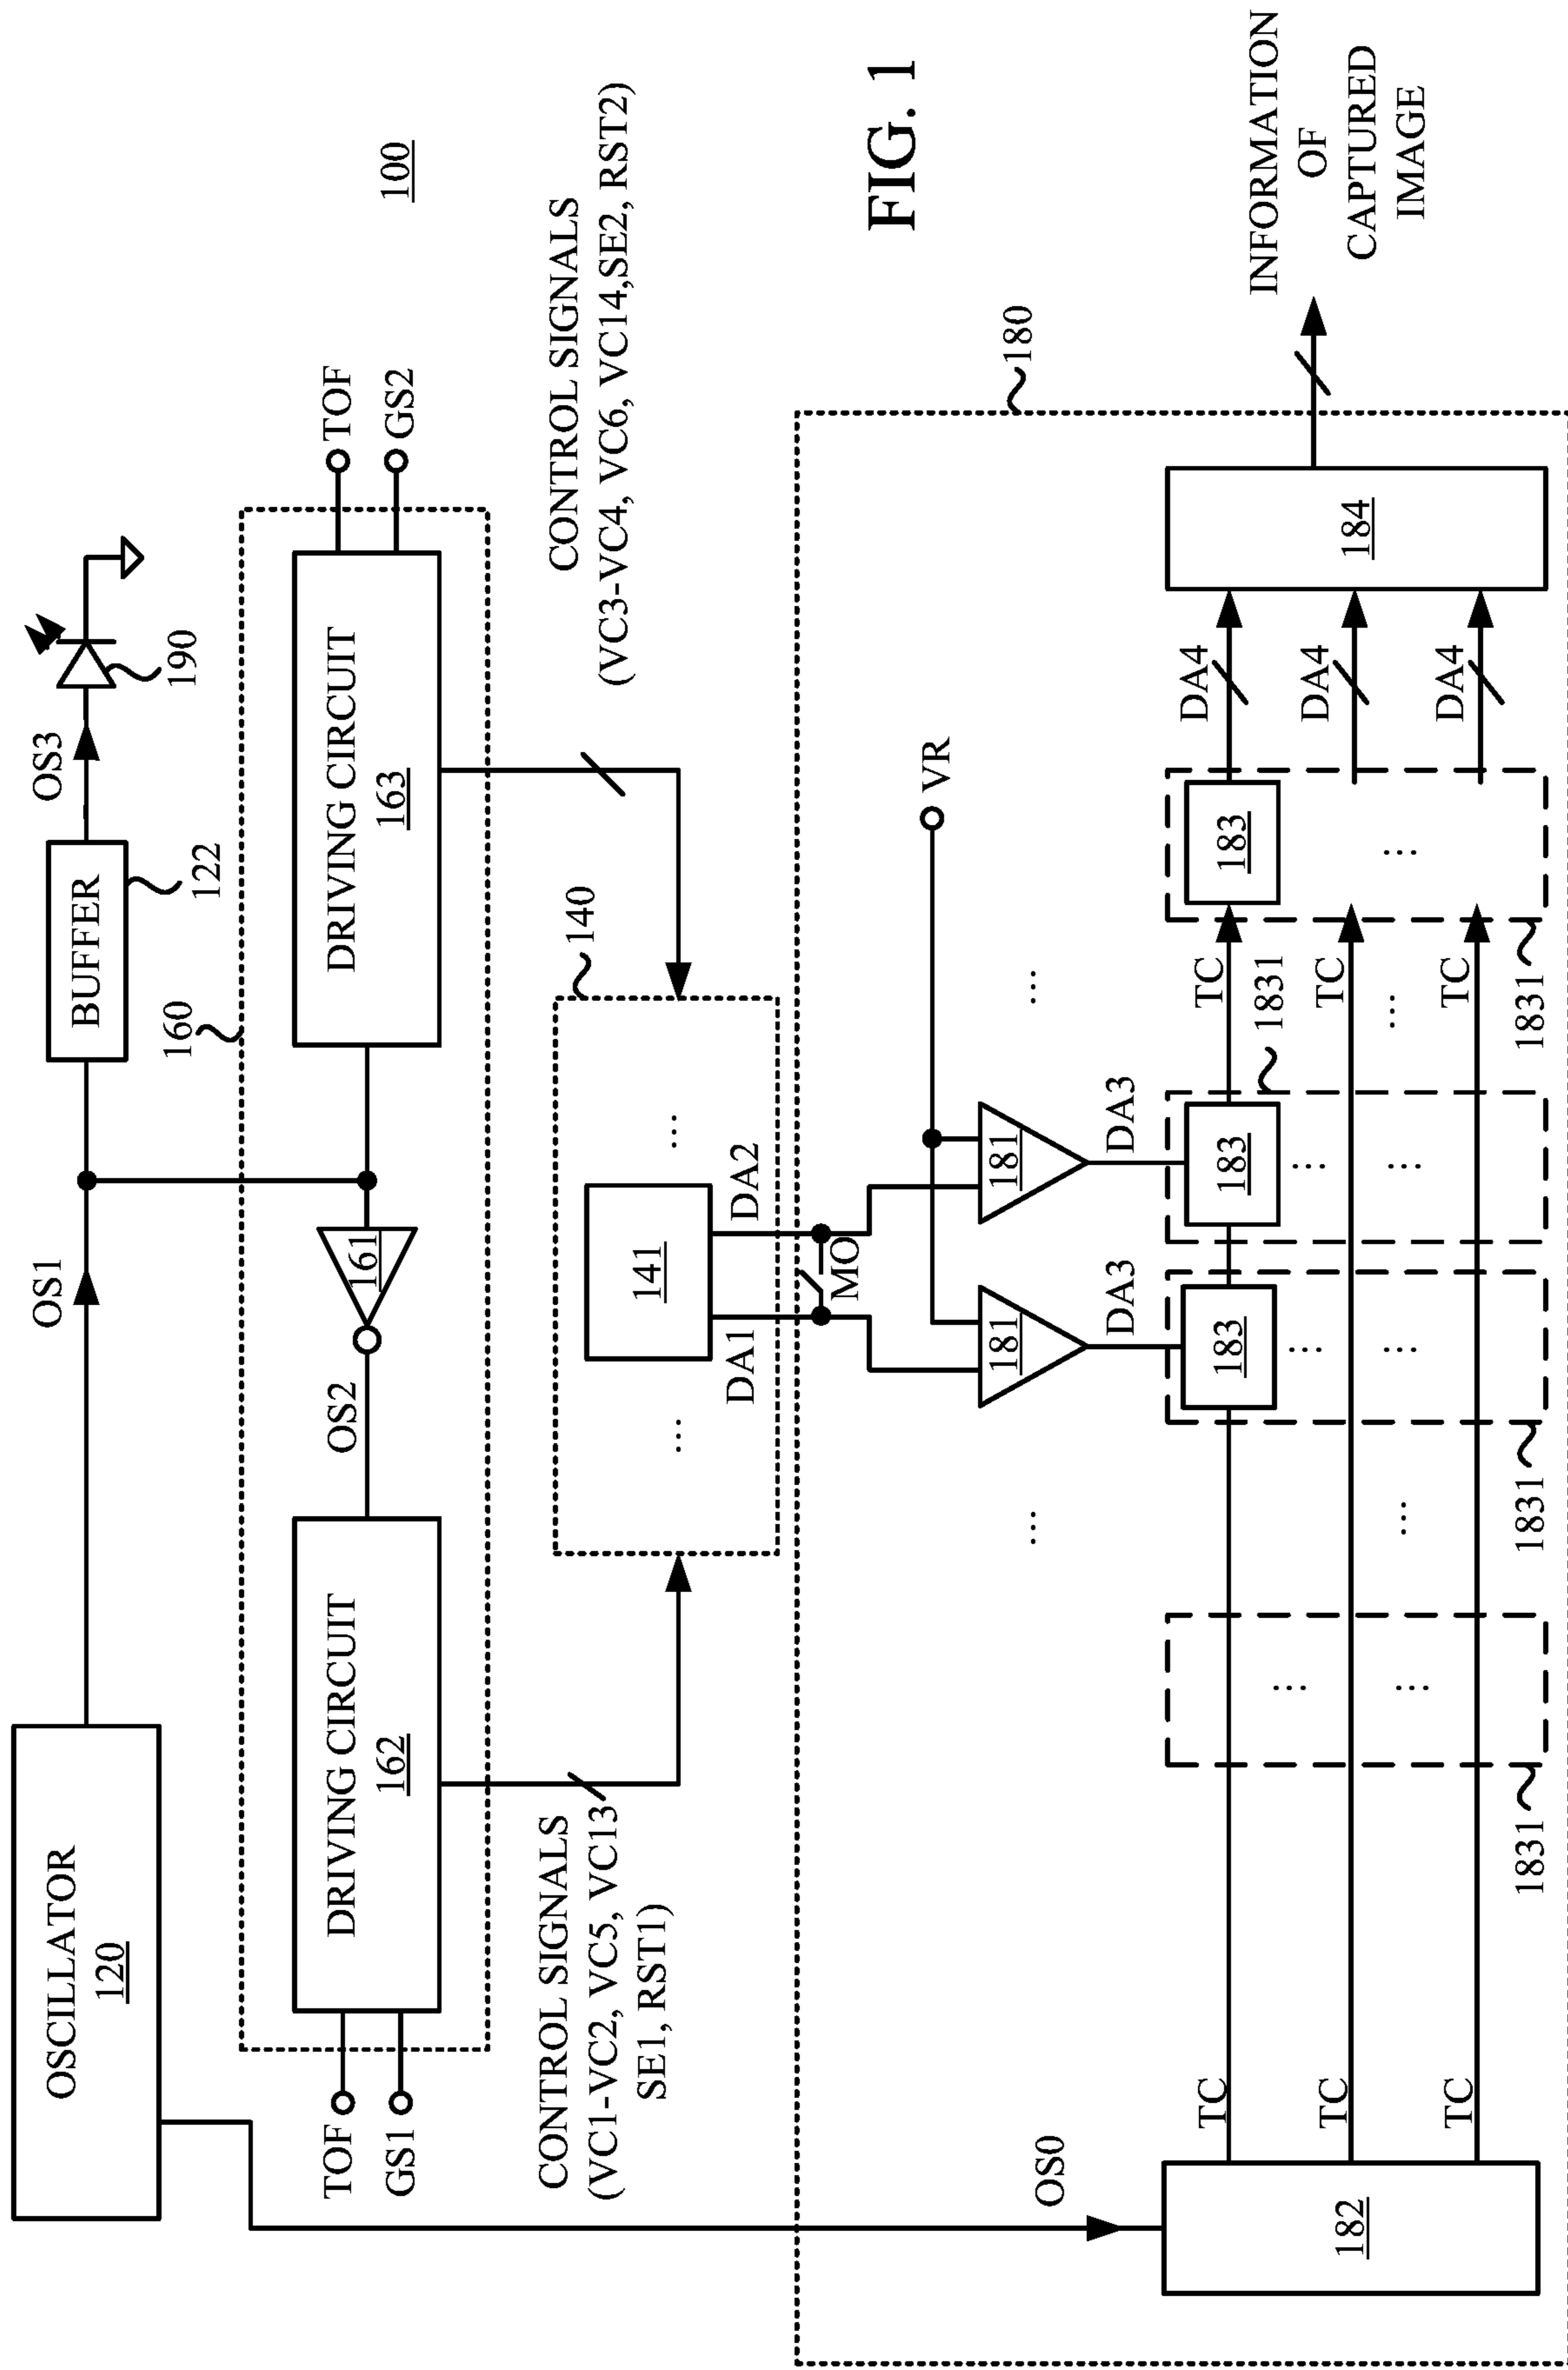 100
OSCILLATOR
120
OS1
BUFFER
122
OS3
190
160
TOF
GS1
DRIVING CIRCUIT
162
OS2
161
DRIVING CIRCUIT
163
TOF
GS2
CONTROL SIGNALS
(VC1-VC2, VC5, VC13
SE1, RST1)
CONTROL SIGNALS
(VC3-VC4, VC6, VC14,SE2, RST2)
140
...
141
...
DA1
DA2
MO
VR
180
FIG. 1
OS0
...
181
181
...
DA3
DA3
182
TC
TC
TC
...
...
1831
...
183
...
...
1831
183
...
...
1831
TC
TC
...
TC
183
...
1831
DA4
DA4
DA4
184
INFORMATION
OF
CAPTURED
IMAGE